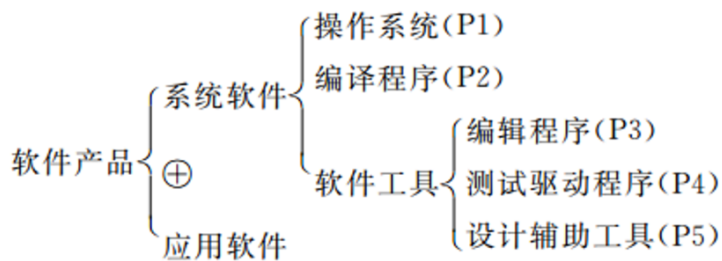 操作系统(P1)
系统软件
编译程序(P2)
编辑程序(P3)
软件产品
⊕
软件工具
测试驱动程序(P4)
应用软件
设计辅助工具(P5)